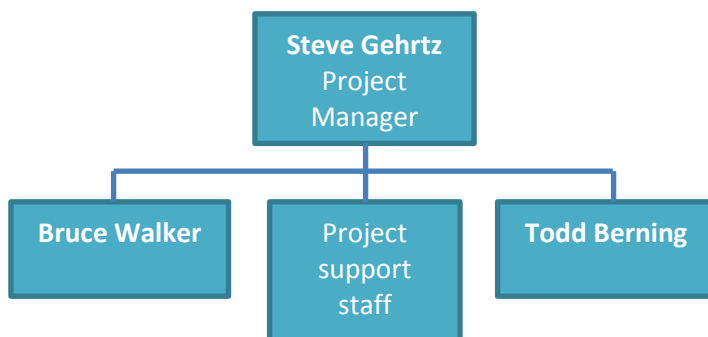 Steve Gehrtz
Project
Manager
Bruce Walker
Project
support
staff
Todd Berning